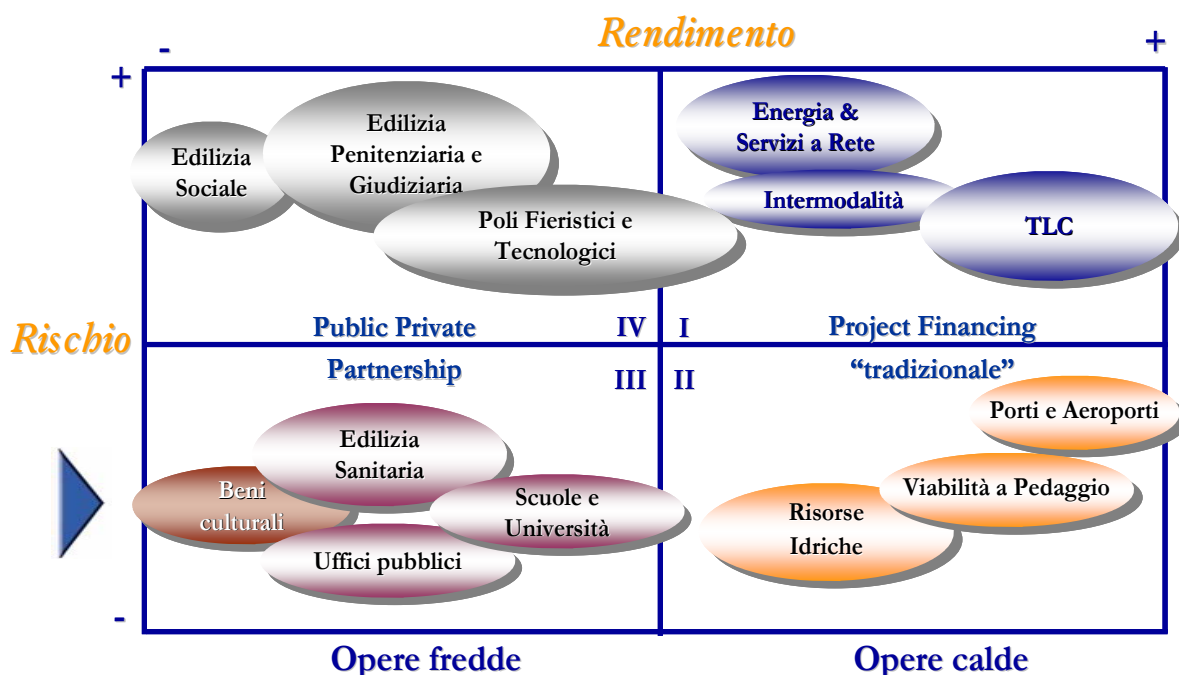 Rendimento
-
+
+
Energia &
Servizi a Rete
Edilizia
Penitenziaria e
Giudiziaria
Edilizia
Sociale
Intermodalità
Poli Fieristici e
Tecnologici
TLC
Rischio
Public Private
IV
I
Project Financing
Partnership
III
II
“tradizionale”
Porti e Aeroporti
Edilizia
Sanitaria
Beni
culturali
Scuole e
Università
Viabilità a Pedaggio
Risorse
Idriche
Uffici pubblici
-
Opere fredde
Opere calde